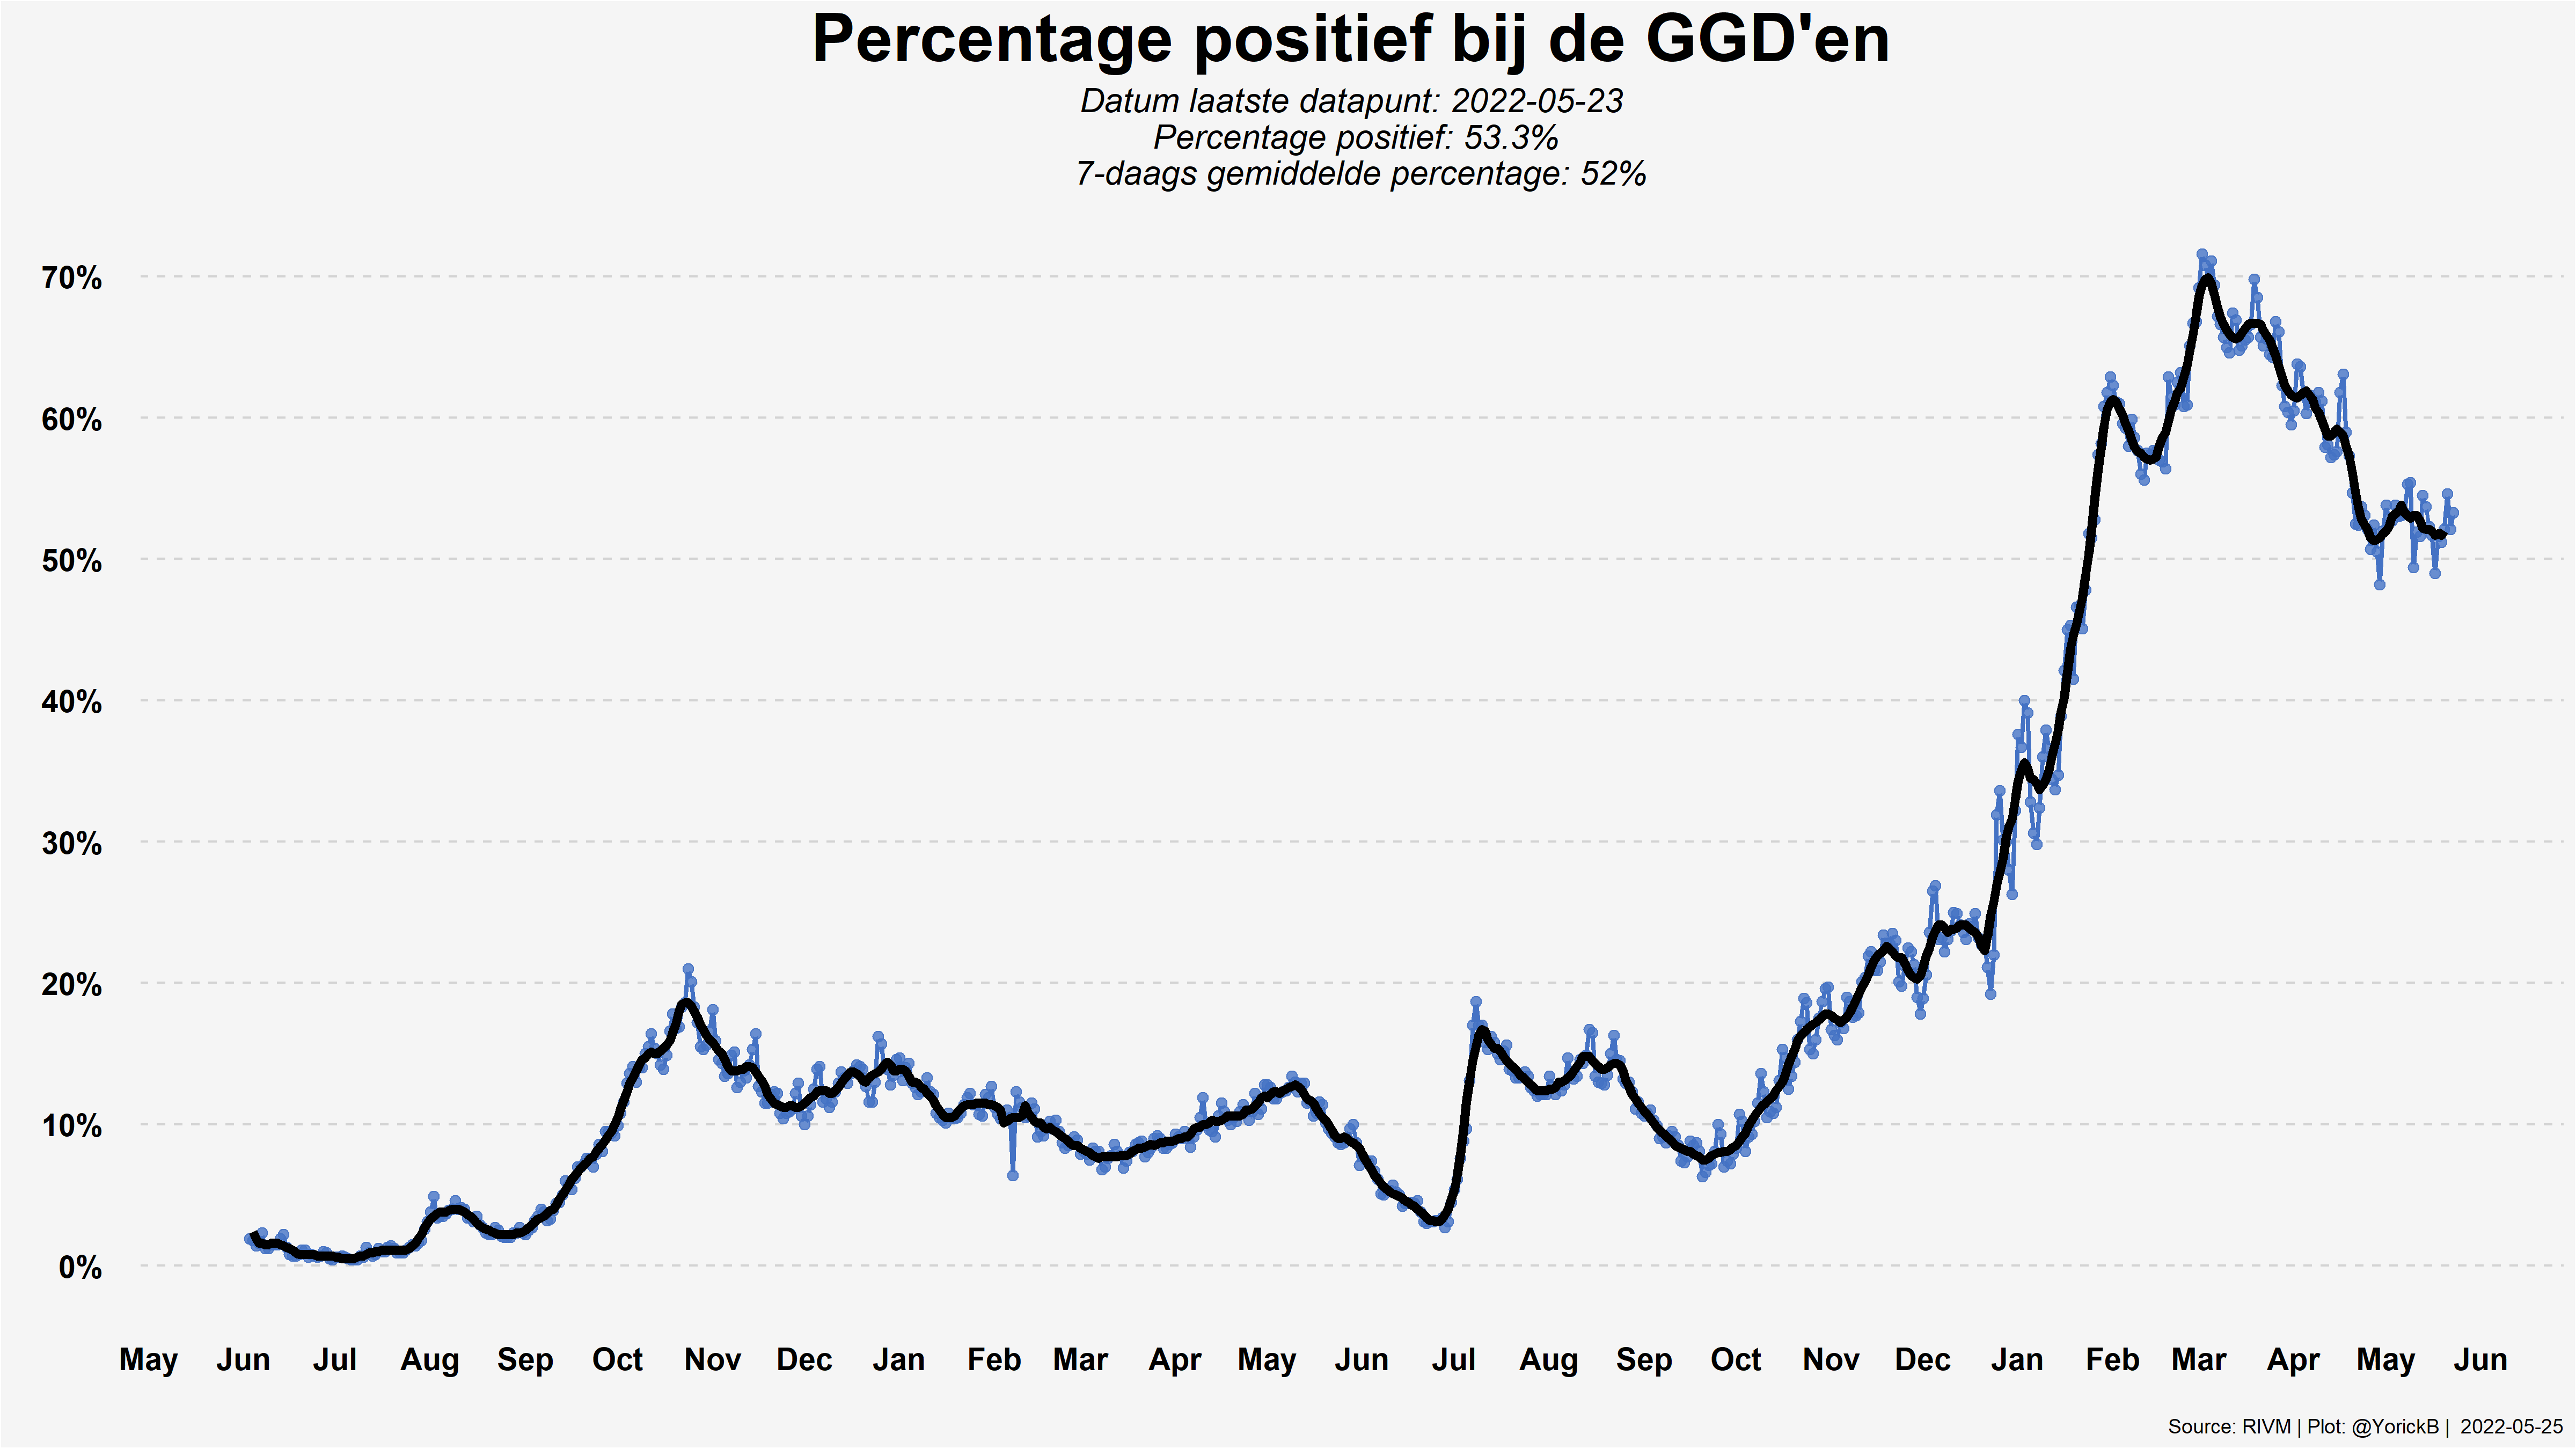 Percentage positief bij de GGD'en
Datum laatste datapunt: 2022-05-23
Percentage positief: 53.3%
7-daags gemiddelde percentage: 52%
70%
60%
50%
40%
30%
20%
10%
0%
May Jun Jul Aug Sep Oct Nov Dec Jan Feb Mar Apr May Jun Jul Aug Sep Oct Nov Dec Jan Feb Mar Apr May Jun
Source: RIVM | Plot: @YorickB | 2022-05-25